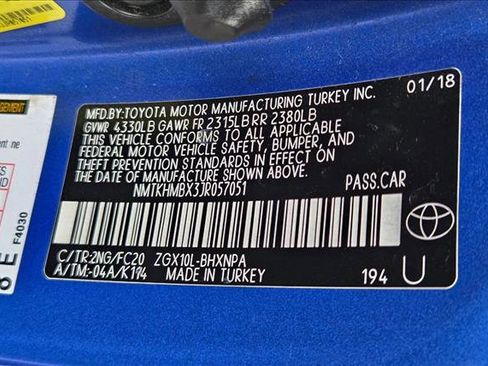 MFD.BY:TOYOTA MOTOR MANUFACTURING TURKEY INC. 01/18
GVWR 4330LB GAWR FR 2315LB RR 2380LB
THIS VEHICLE CONFORMS TO ALL APPLICABLE
FEDERAL MOTOR VEHICLE SAFETY, BUMPER, AND
THEFT PREVENTION STANDARDS IN EFFECT ON THE
DATE OF MANUFACTURE SHOWN ABOVE.
NMTKHMBX3JR057051 PASS.CAR
C/TR:2NG/FC20 ZGX10L-BHXNPA
A/TM:-04A/K194 MADE IN TURKEY 194 U
F4030